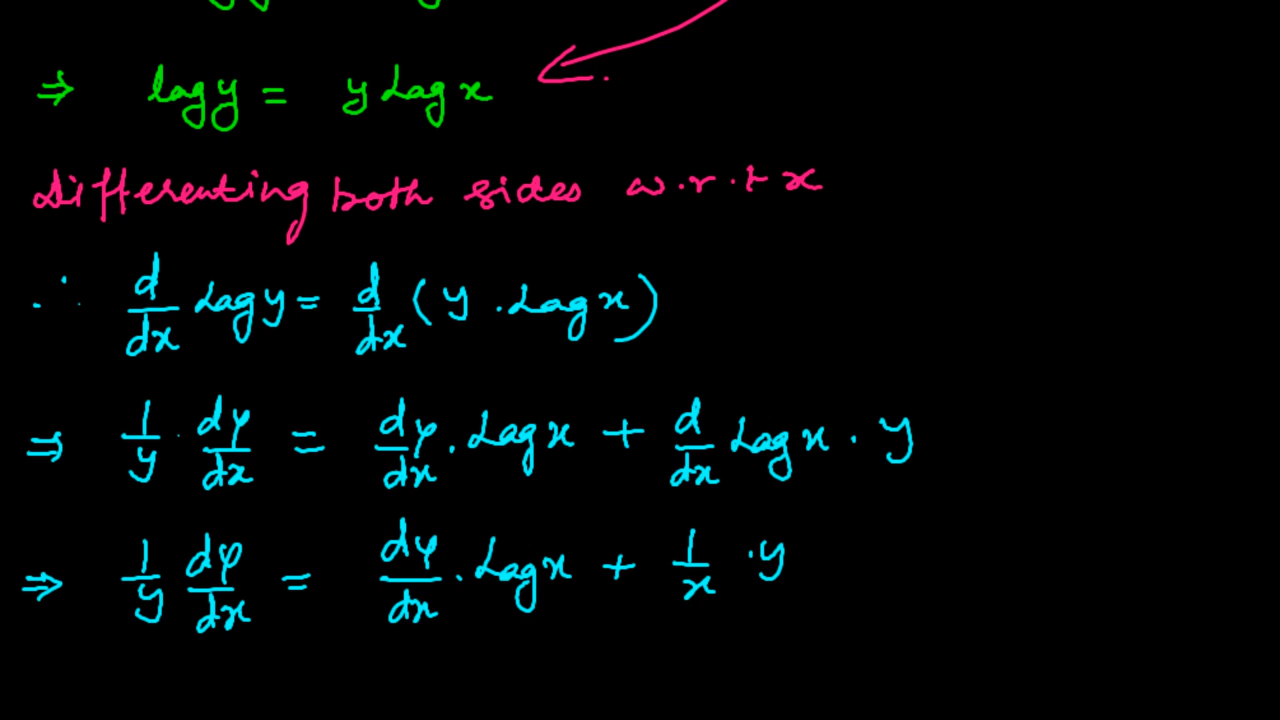 ⇒ log y = y log x
Differenting both sides w.r.t x
∴ d/dx Log y = d/dx (y . Log x)
⇒ 1/y . dy/dx = dy/dx . Log x + d/dx Log x . y
⇒ 1/y dy/dx = dy/dx . Log x + 1/x . y